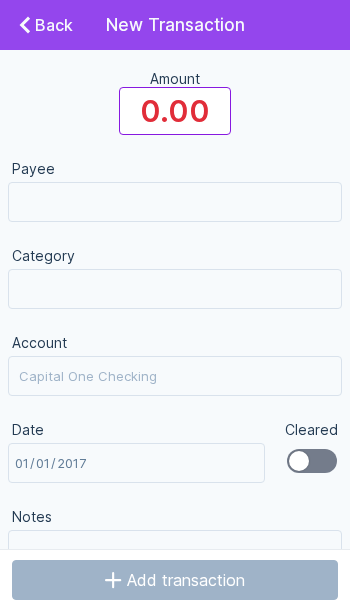 Back
New Transaction
Amount
0.00
Payee
Category
Account
Capital One Checking
Date
Cleared
01/01/2017
Notes
Add transaction